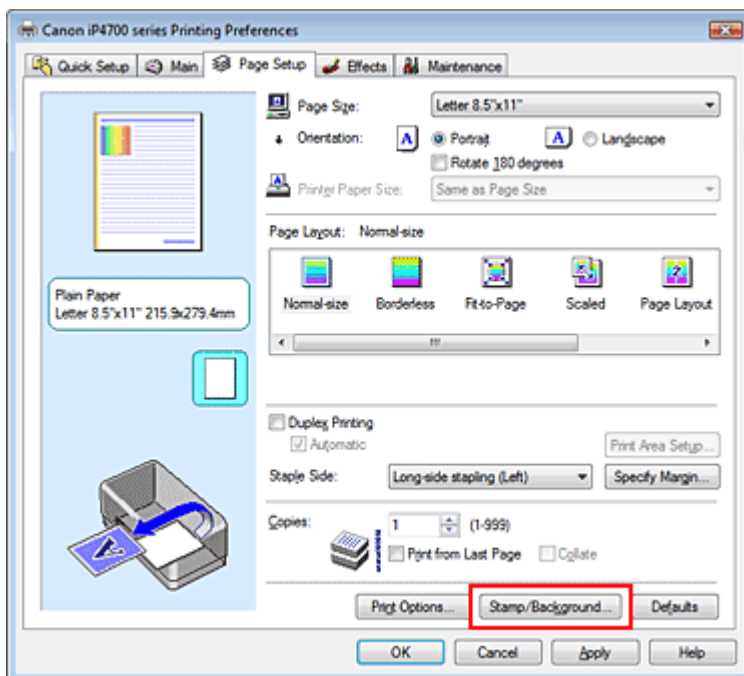 Canon iP4700 series Printing Preferences
Quick Setup Main Page Setup Effects Maintenance
Page Size: Letter 8.5"x11"
Orientation: A Portrait A Landscape
Rotate 180 degrees
Printer Paper Size: Same as Page Size
Page Layout: Normal-size
Normal-size Borderless Fit-to-Page Scaled Page Layout
Plain Paper
Letter 8.5"x11" 215.9x279.4mm
Duplex Printing
Automatic Print Area Setup...
Staple Side: Long-side stapling (Left) Specify Margin...
Copies: 1 (1-999)
Print from Last Page Collate
Print Options... Stamp/Background... Defaults
OK Cancel Apply Help